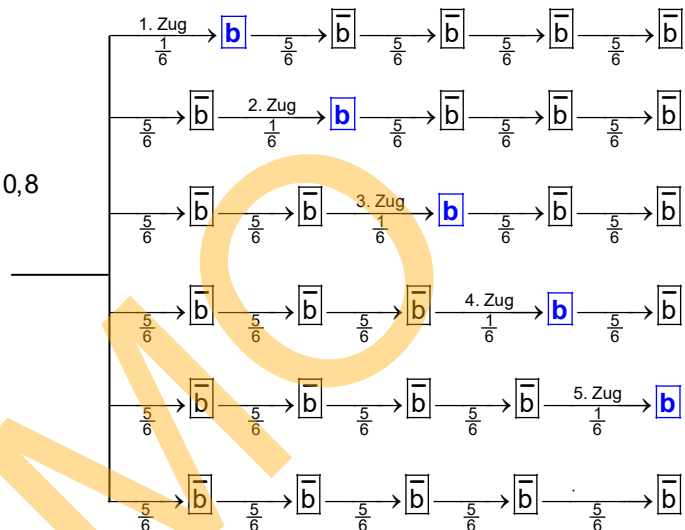 1. Zug b b̅ b̅ b̅ b̅
1/6 5/6 5/6 5/6 5/6
b̅ 2. Zug b b̅ b̅ b̅
5/6 1/6 5/6 5/6 5/6
0,8
b̅ b̅ 3. Zug b b̅ b̅
5/6 5/6 1/6 5/6 5/6
b̅ b̅ b̅ 4. Zug b b̅
5/6 5/6 5/6 1/6 5/6
b̅ b̅ b̅ b̅ 5. Zug b
5/6 5/6 5/6 5/6 1/6
b̅ b̅ b̅ b̅ b̅
5/6 5/6 5/6 5/6 5/6
MO